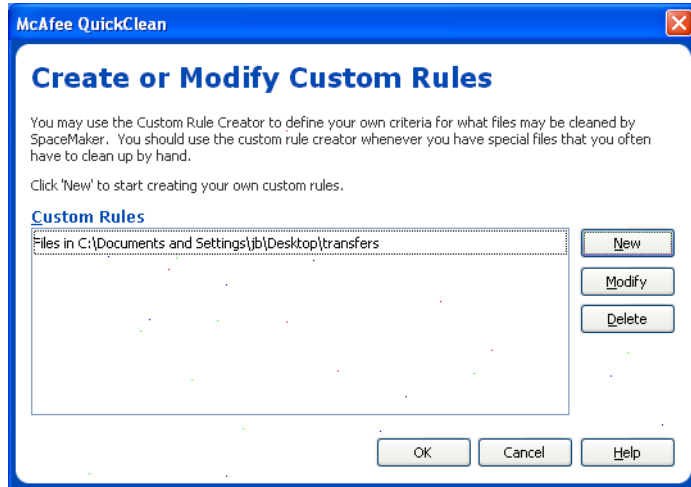 McAfee QuickClean
Create or Modify Custom Rules
You may use the Custom Rule Creator to define your own criteria for what files may be cleaned by
SpaceMaker. You should use the custom rule creator whenever you have special files that you often
have to clean up by hand.
Click 'New' to start creating your own custom rules.
Custom Rules
Files in C:\Documents and Settings\jb\Desktop\transfers
New
Modify
Delete
OK Cancel Help